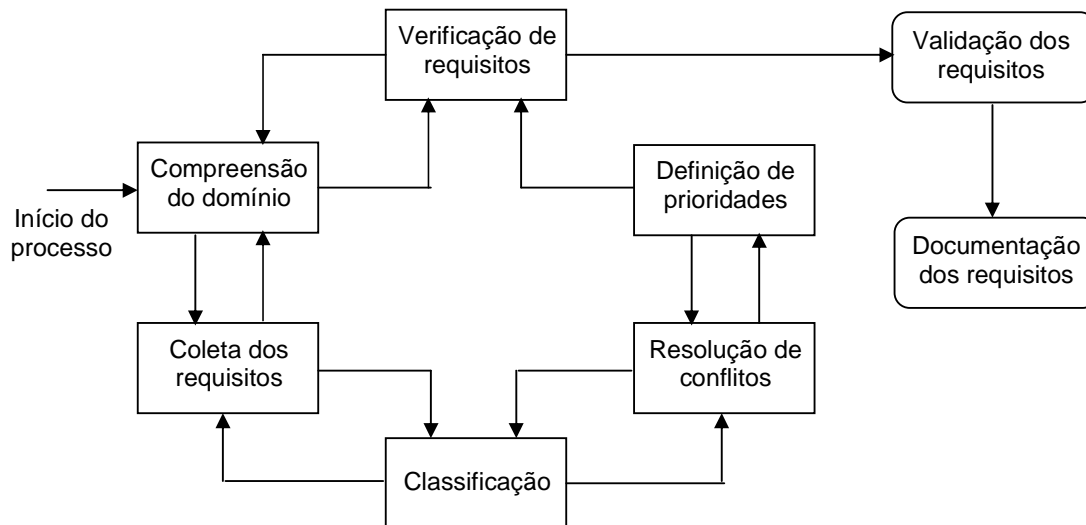 Verificação de
requisitos
Validação dos
requisitos
Compreensão
do domínio
Definição de
prioridades
Início do
processo
Documentação
dos requisitos
Coleta dos
requisitos
Resolução de
conflitos
Classificação